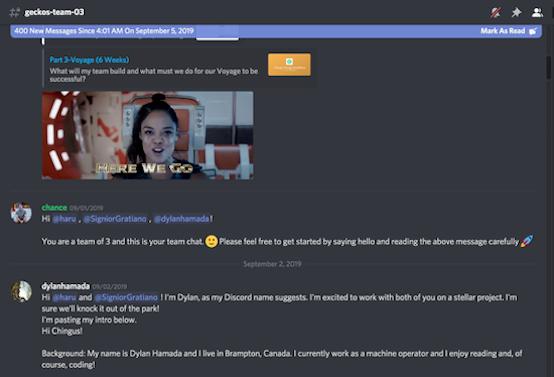 # geckos-team-03
400 New Messages Since 4:01 AM On September 5, 2019
Mark As Read
Part 3-Voyage (6 Weeks)
What will my team build and what must we do for our Voyage to be
successful?
HERE WE GO
chance 09/01/2019
Hi @haru , @SigniorGratiano , @dylanhamada !
You are a team of 3 and this is your team chat. 🙂 Please feel free to get started by saying hello and reading the above message carefully 🚀
September 2, 2019
dylanhamada 09/02/2019
Hi @haru and @SigniorGratiano ! I'm Dylan, as my Discord name suggests. I'm excited to work with both of you on a stellar project. I'm
sure we'll knock it out of the park!
I'm pasting my intro below.
Hi Chingus!
Background: My name is Dylan Hamada and I live in Brampton, Canada. I currently work as a machine operator and I enjoy reading and, of
course, coding!